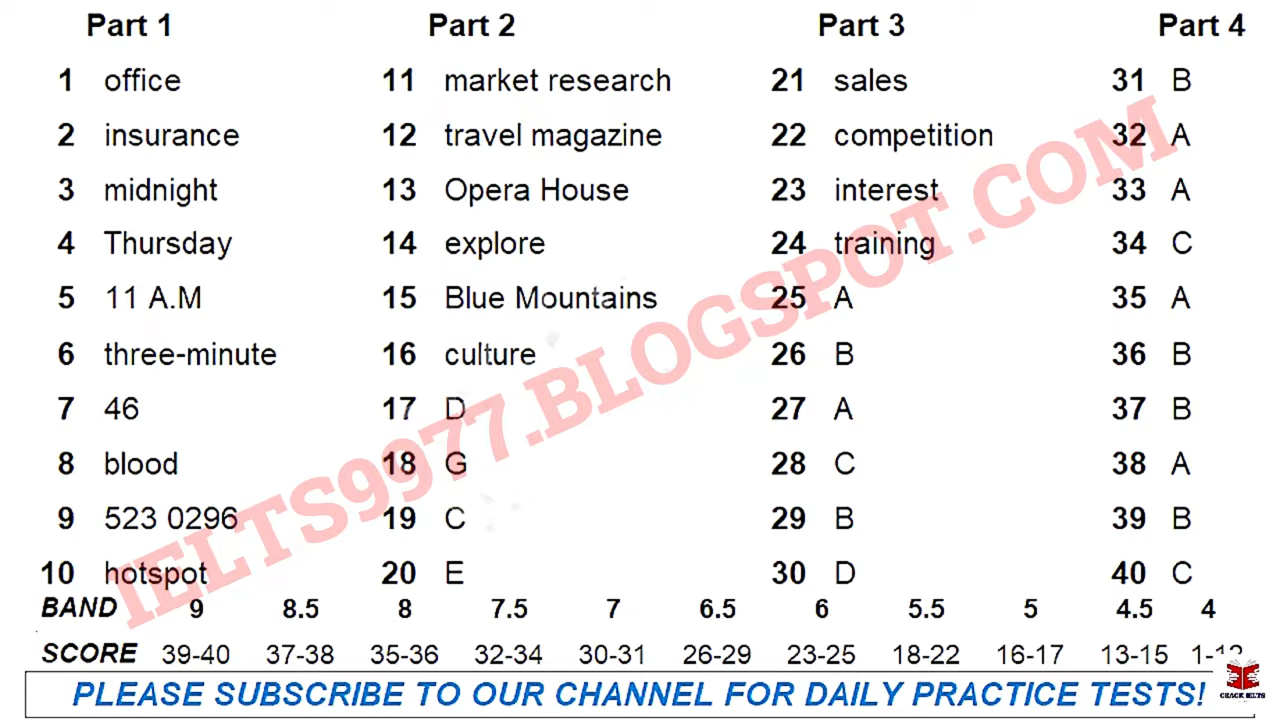 Part 1 Part 2 Part 3 Part 4
1 office 11 market research 21 sales 31 B
2 insurance 12 travel magazine 22 competition 32 A
3 midnight 13 Opera House 23 interest 33 A
4 Thursday 14 explore 24 training 34 C
5 11 A.M 15 Blue Mountains 25 A 35 A
6 three-minute 16 culture 26 B 36 B
7 46 17 D 27 A 37 B
8 blood 18 G 28 C 38 A
9 523 0296 19 C 29 B 39 B
10 hotspot 20 E 30 D 40 C
IELTS9977.BLOGSPOT.COM
BAND 9 8.5 8 7.5 7 6.5 6 5.5 5 4.5 4
SCORE 39-40 37-38 35-36 32-34 30-31 26-29 23-25 18-22 16-17 13-15 1-12
PLEASE SUBSCRIBE TO OUR CHANNEL FOR DAILY PRACTICE TESTS!
CRACK IELTS